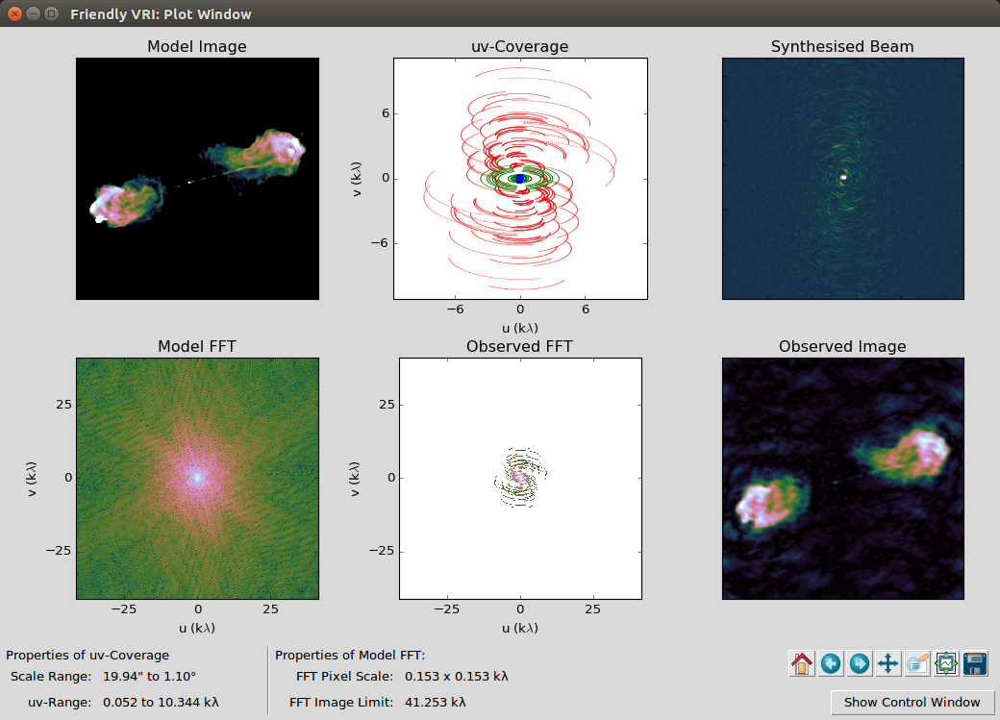 Friendly VRI: Plot Window
Model Image
uv-Coverage
Synthesised Beam
v (kλ)
6
0
−6
−6 0 6
u (kλ)
Model FFT
Observed FFT
Observed Image
v (kλ)
25
0
−25
−25 0 25
u (kλ)
v (kλ)
25
0
−25
−25 0 25
u (kλ)
Properties of uv-Coverage
Scale Range: 19.94" to 1.10°
uv-Range: 0.052 to 10.344 kλ
Properties of Model FFT:
FFT Pixel Scale: 0.153 x 0.153 kλ
FFT Image Limit: 41.253 kλ
Show Control Window